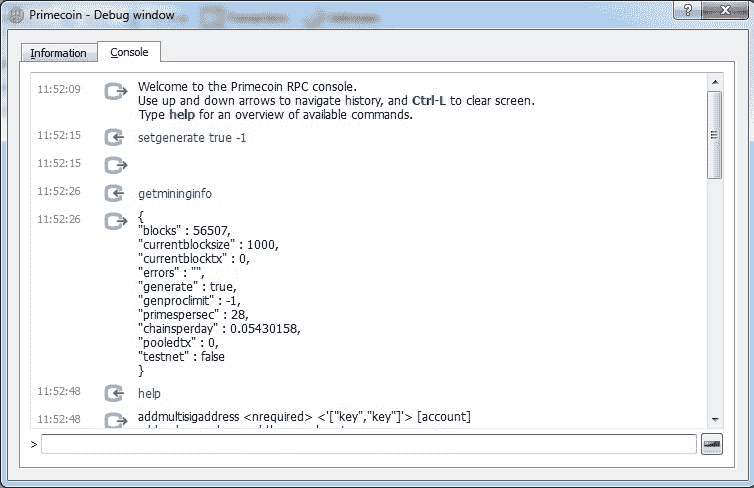 Primecoin - Debug window
Information
Console
11:52:09
Welcome to the Primecoin RPC console.
Use up and down arrows to navigate history, and Ctrl-L to clear screen.
Type help for an overview of available commands.
11:52:15
setgenerate true -1
11:52:15
11:52:26
getmininginfo
11:52:26
{
"blocks" : 56507,
"currentblocksize" : 1000,
"currentblocktx" : 0,
"errors" : "",
"generate" : true,
"genproclimit" : -1,
"primespersec" : 28,
"chainsperday" : 0.05430158,
"pooledtx" : 0,
"testnet" : false
}
11:52:48
help
11:52:48
addmultisigaddress <nrequired> <'["key","key"]'> [account]
>